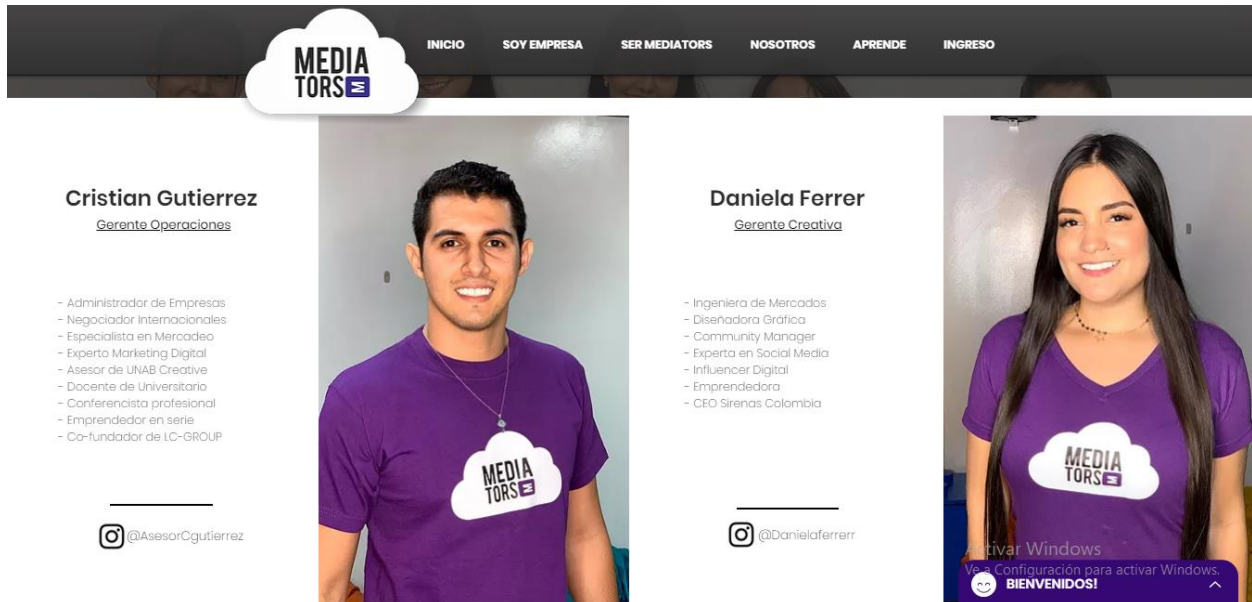 MEDIA
TORS M
INICIO SOY EMPRESA SER MEDIATORS NOSOTROS APRENDE INGRESO
Cristian Gutierrez
Gerente Operaciones
- Administrador de Empresas
- Negociador Internacionales
- Especialista en Mercadeo
- Experto Marketing Digital
- Asesor de UNAB Creative
- Docente de Universitario
- Conferencista profesional
- Emprendedor en serie
- Co-fundador de LC-GROUP
@AsesorCgutierrez
MEDIA
TORS M
Daniela Ferrer
Gerente Creativa
- Ingeniera de Mercados
- Diseñadora Gráfica
- Community Manager
- Experta en Social Media
- Influencer Digital
- Emprendedora
- CEO Sirenas Colombia
@Danielaferrerr
MEDIA
TORS M
Activar Windows
Ve a Configuración para activar Windows.
BIENVENIDOS!